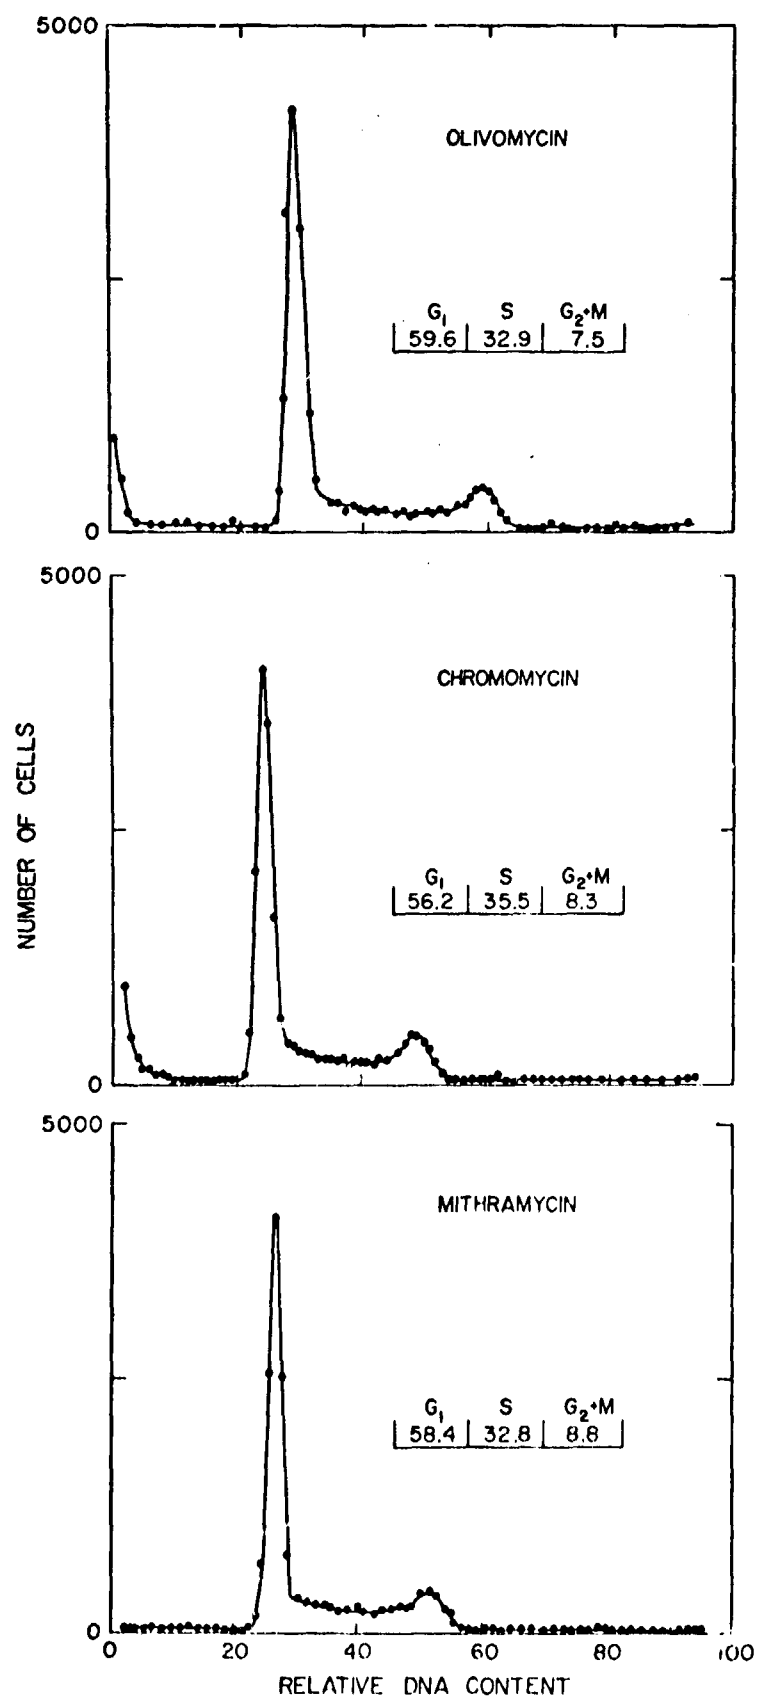 5000
OLIVOMYCIN
G₁ S G₂+M
59.6 32.9 7.5
0
5000
CHROMOMYCIN
NUMBER OF CELLS
G₁ S G₂+M
56.2 35.5 8.3
0
5000
MITHRAMYCIN
G₁ S G₂+M
58.4 32.8 8.8
0
0 20 40 60 80 100
RELATIVE DNA CONTENT